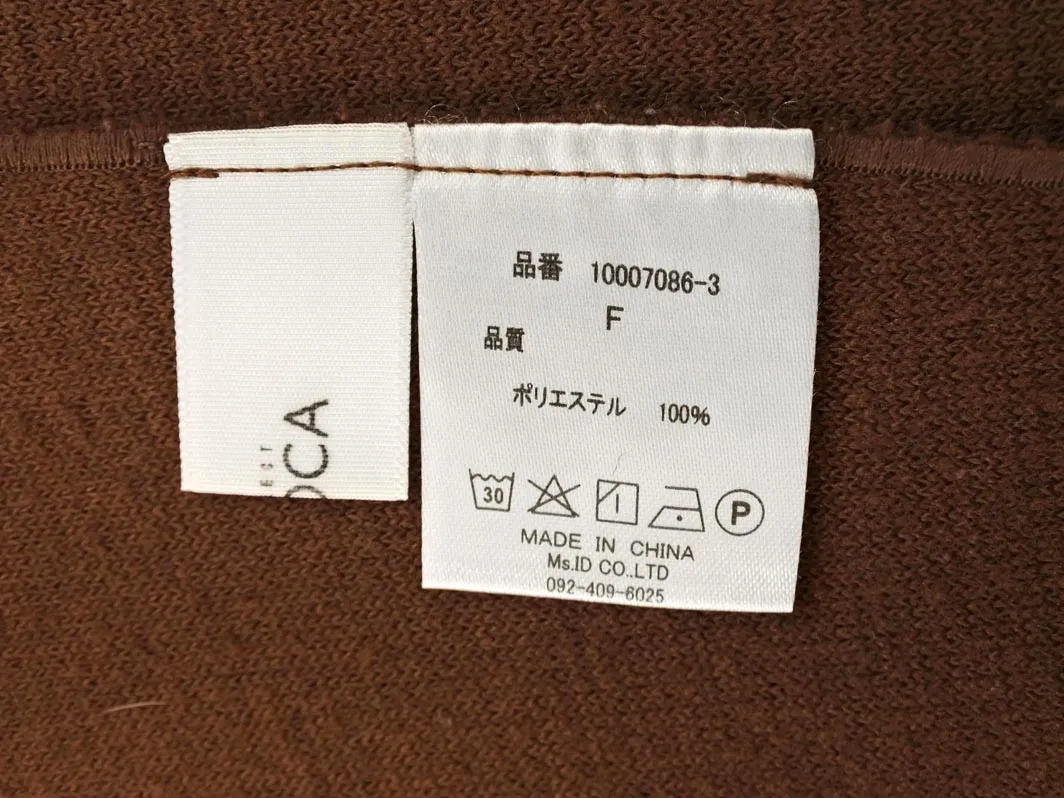 品番 10007086-3
F
品質
ポリエステル 100%
30 P
MADE IN CHINA
Ms.ID CO.,LTD
092-409-6025